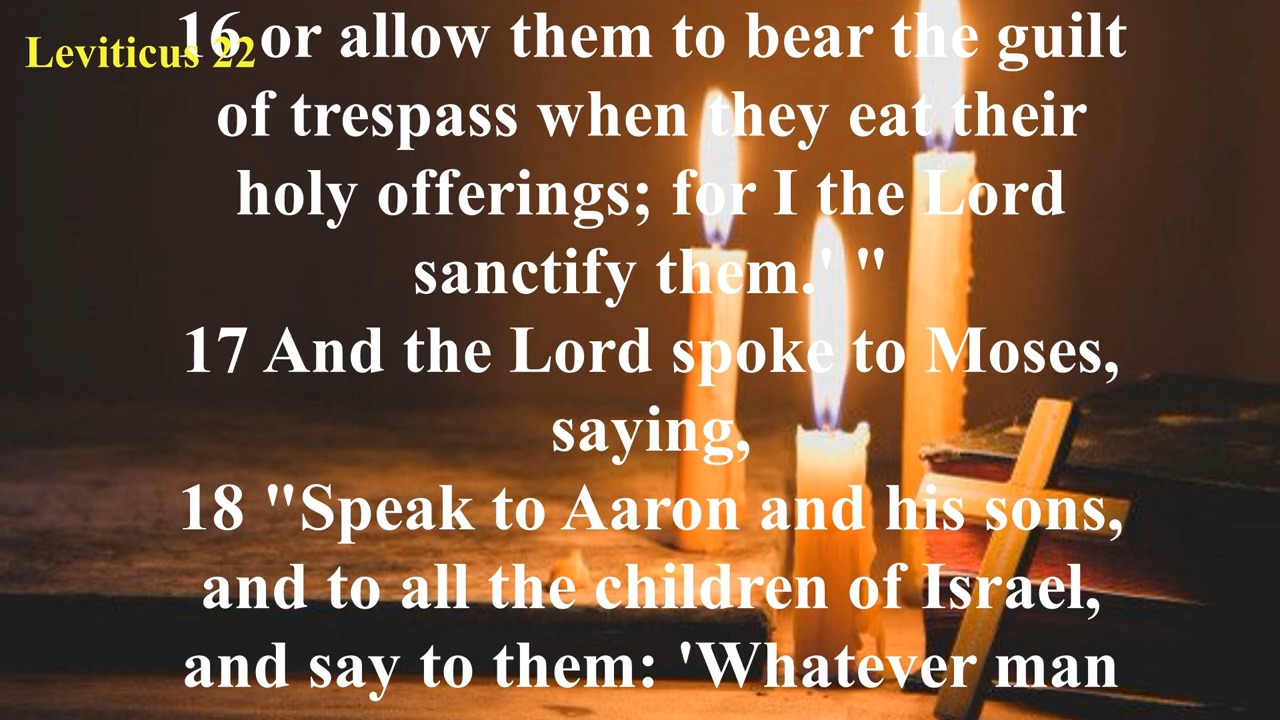 Leviticus 22
16 or allow them to bear the guilt
of trespass when they eat their
holy offerings; for I the Lord
sanctify them.' "
17 And the Lord spoke to Moses,
saying,
18 "Speak to Aaron and his sons,
and to all the children of Israel,
and say to them: 'Whatever man